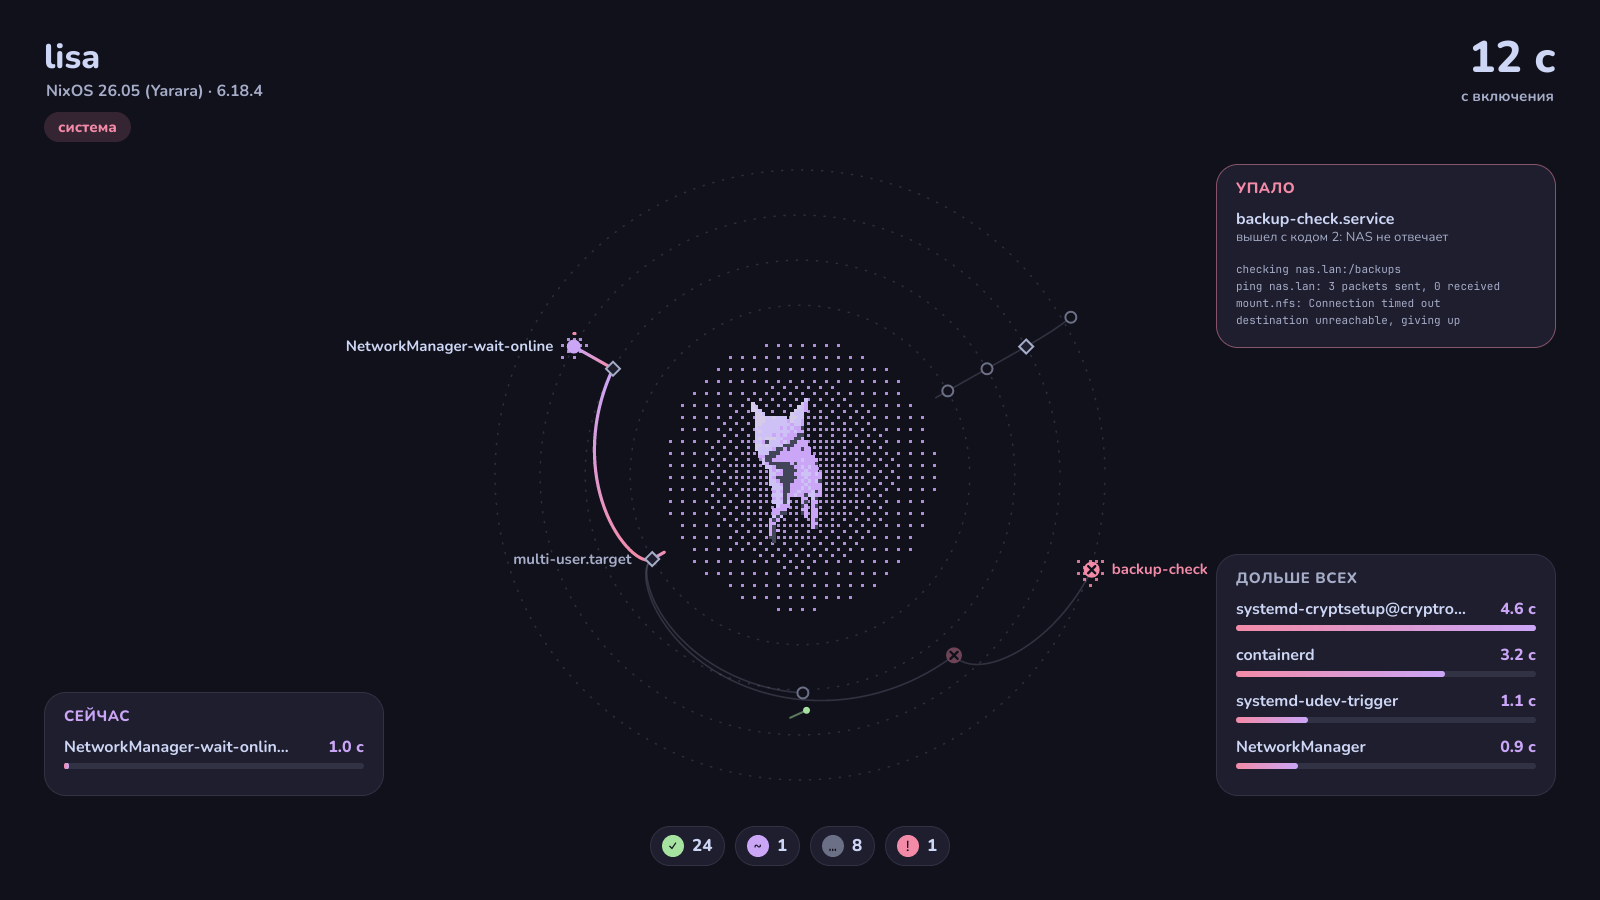 lisa
NixOS 26.05 (Yarara) · 6.18.4
система
12 с
с включения
УПАЛО
backup-check.service
вышел с кодом 2: NAS не отвечает
checking nas.lan:/backups
ping nas.lan: 3 packets sent, 0 received
mount.nfs: Connection timed out
destination unreachable, giving up
NetworkManager-wait-online
multi-user.target
backup-check
ДОЛЬШЕ ВСЕХ
systemd-cryptsetup@cryptro... 4.6 с
containerd 3.2 с
systemd-udev-trigger 1.1 с
NetworkManager 0.9 с
СЕЙЧАС
NetworkManager-wait-onlin... 1.0 с
✓ 24 ~ 1 ... 8 ! 1